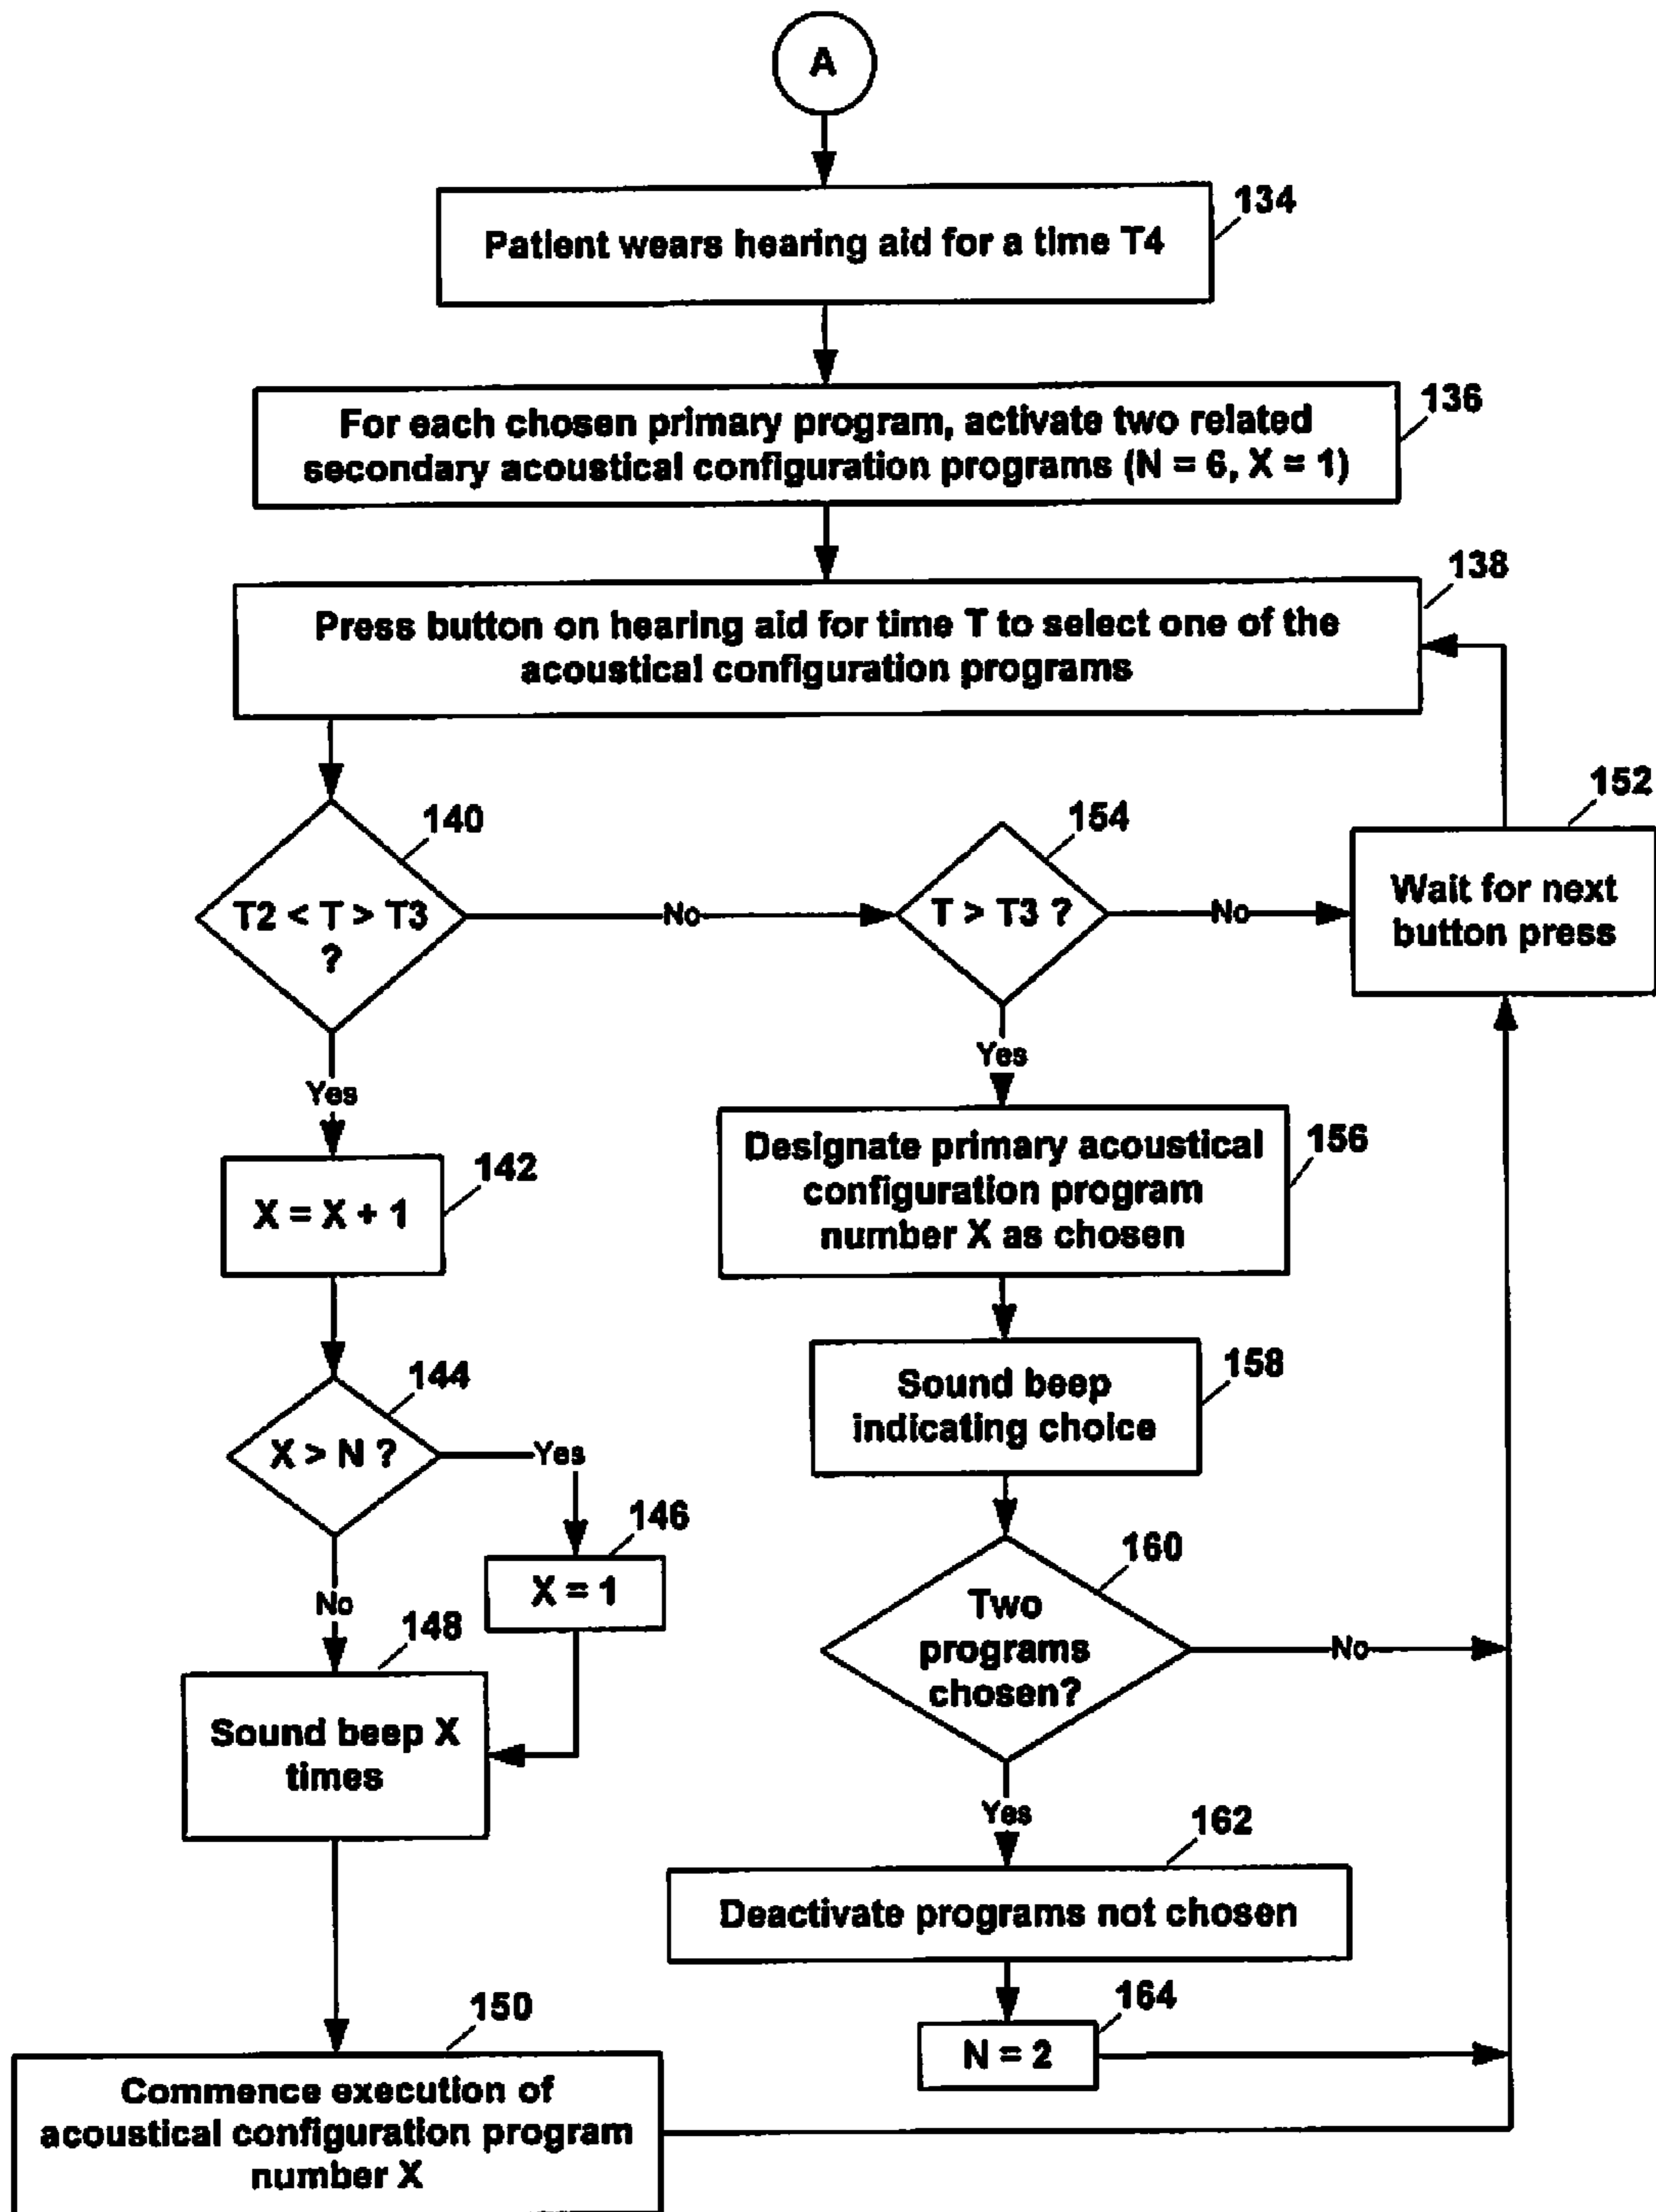 A
134
Patient wears hearing aid for a time T4
136
For each chosen primary program, activate two related
secondary acoustical configuration programs (N = 6, X = 1)
138
Press button on hearing aid for time T to select one of the
acoustical configuration programs
140
T2 < T > T3
?
No
154
T > T3 ?
No
152
Wait for next
button press
Yes
142
X = X + 1
144
X > N ?
Yes
146
X = 1
No
148
Sound beep X
times
150
Commence execution of
acoustical configuration program
number X
Yes
156
Designate primary acoustical
configuration program
number X as chosen
158
Sound beep
indicating choice
160
Two
programs
chosen?
No
Yes
162
Deactivate programs not chosen
164
N = 2